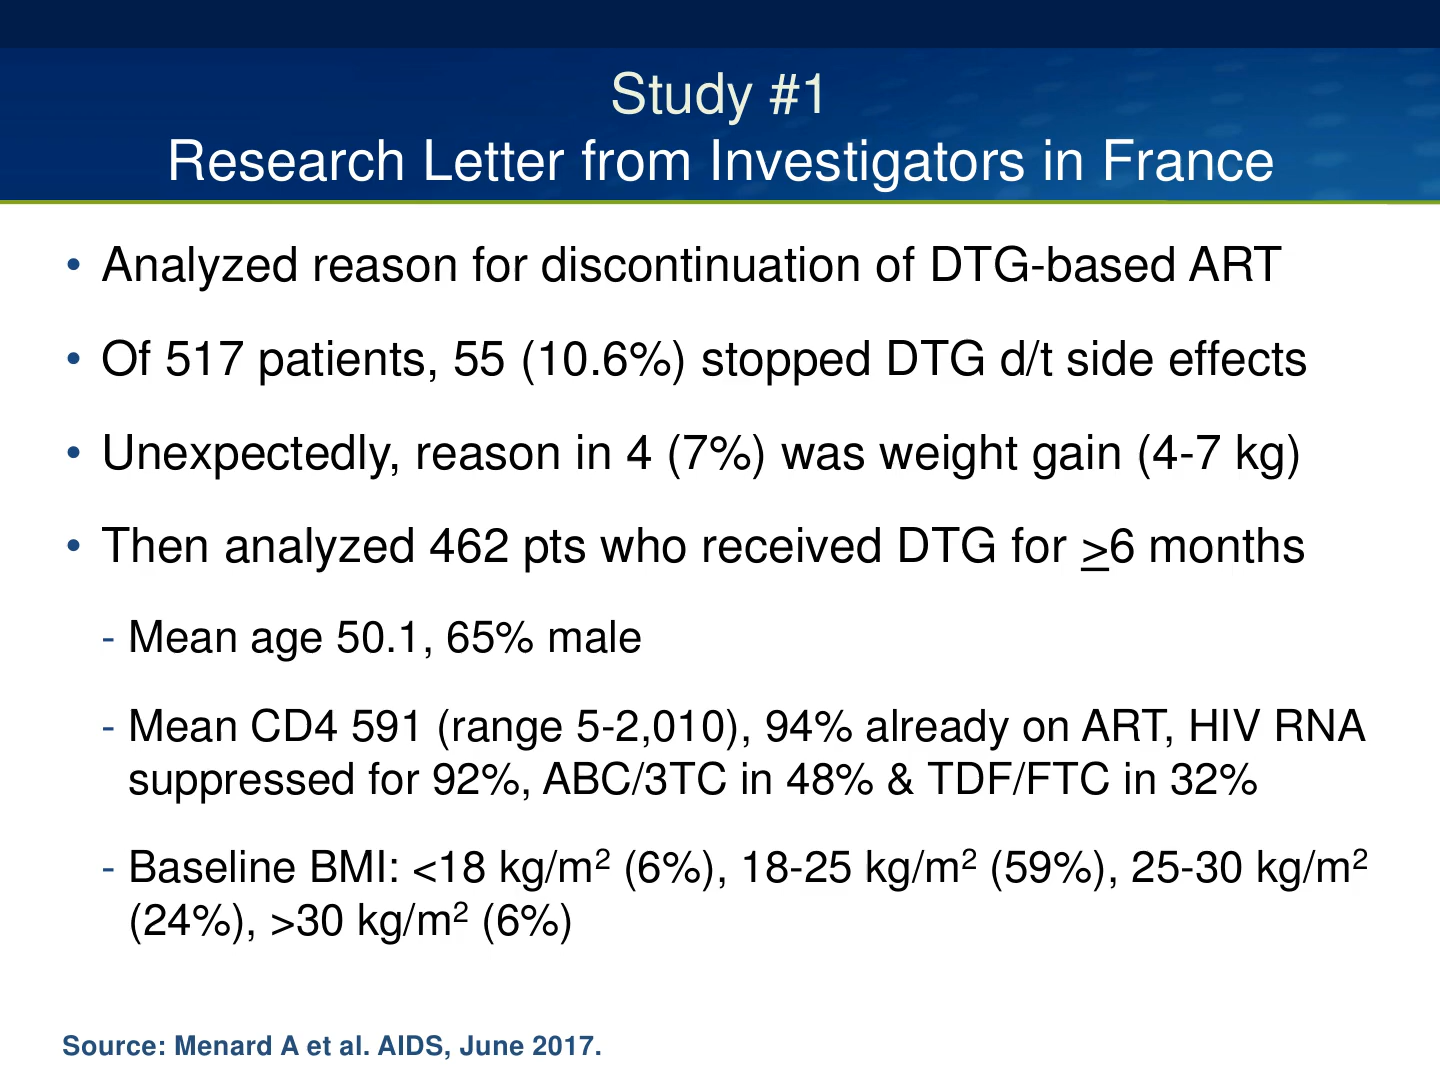 Study #1
Research Letter from Investigators in France
• Analyzed reason for discontinuation of DTG-based ART
• Of 517 patients, 55 (10.6%) stopped DTG d/t side effects
• Unexpectedly, reason in 4 (7%) was weight gain (4-7 kg)
• Then analyzed 462 pts who received DTG for ≥6 months
- Mean age 50.1, 65% male
- Mean CD4 591 (range 5-2,010), 94% already on ART, HIV RNA
suppressed for 92%, ABC/3TC in 48% & TDF/FTC in 32%
- Baseline BMI: <18 kg/m² (6%), 18-25 kg/m² (59%), 25-30 kg/m²
(24%), >30 kg/m² (6%)
Source: Menard A et al. AIDS, June 2017.